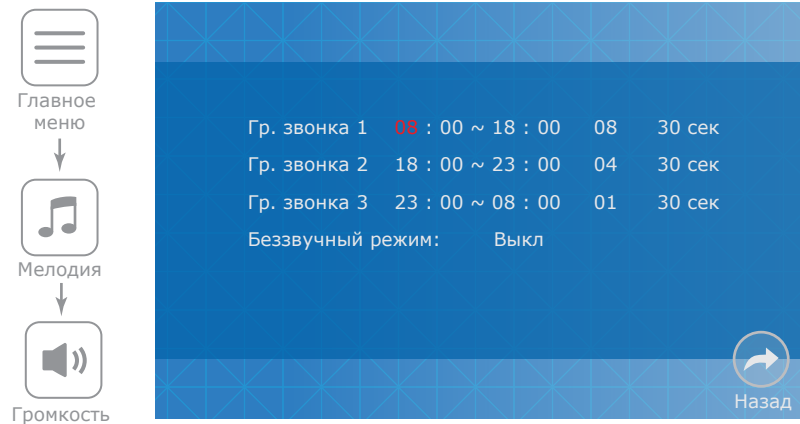 Главное
меню
Мелодия
Громкость
Гр. звонка 1 08 : 00 ~ 18 : 00 08 30 сек
Гр. звонка 2 18 : 00 ~ 23 : 00 04 30 сек
Гр. звонка 3 23 : 00 ~ 08 : 00 01 30 сек
Беззвучный режим: Выкл
Назад